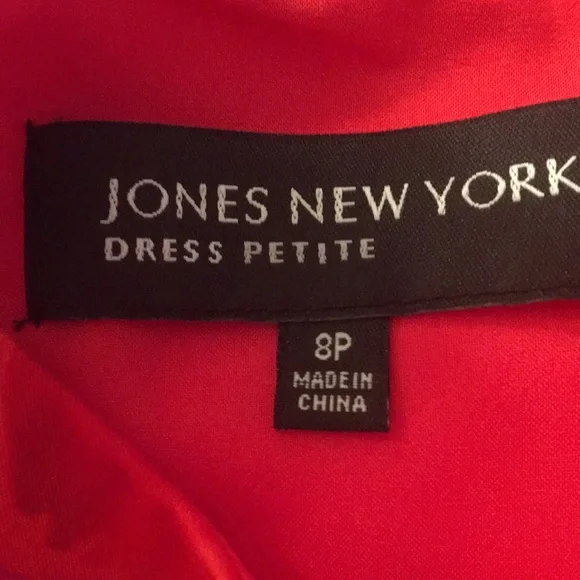 JONES NEW YORK
DRESS PETITE
8P
MADE IN
CHINA